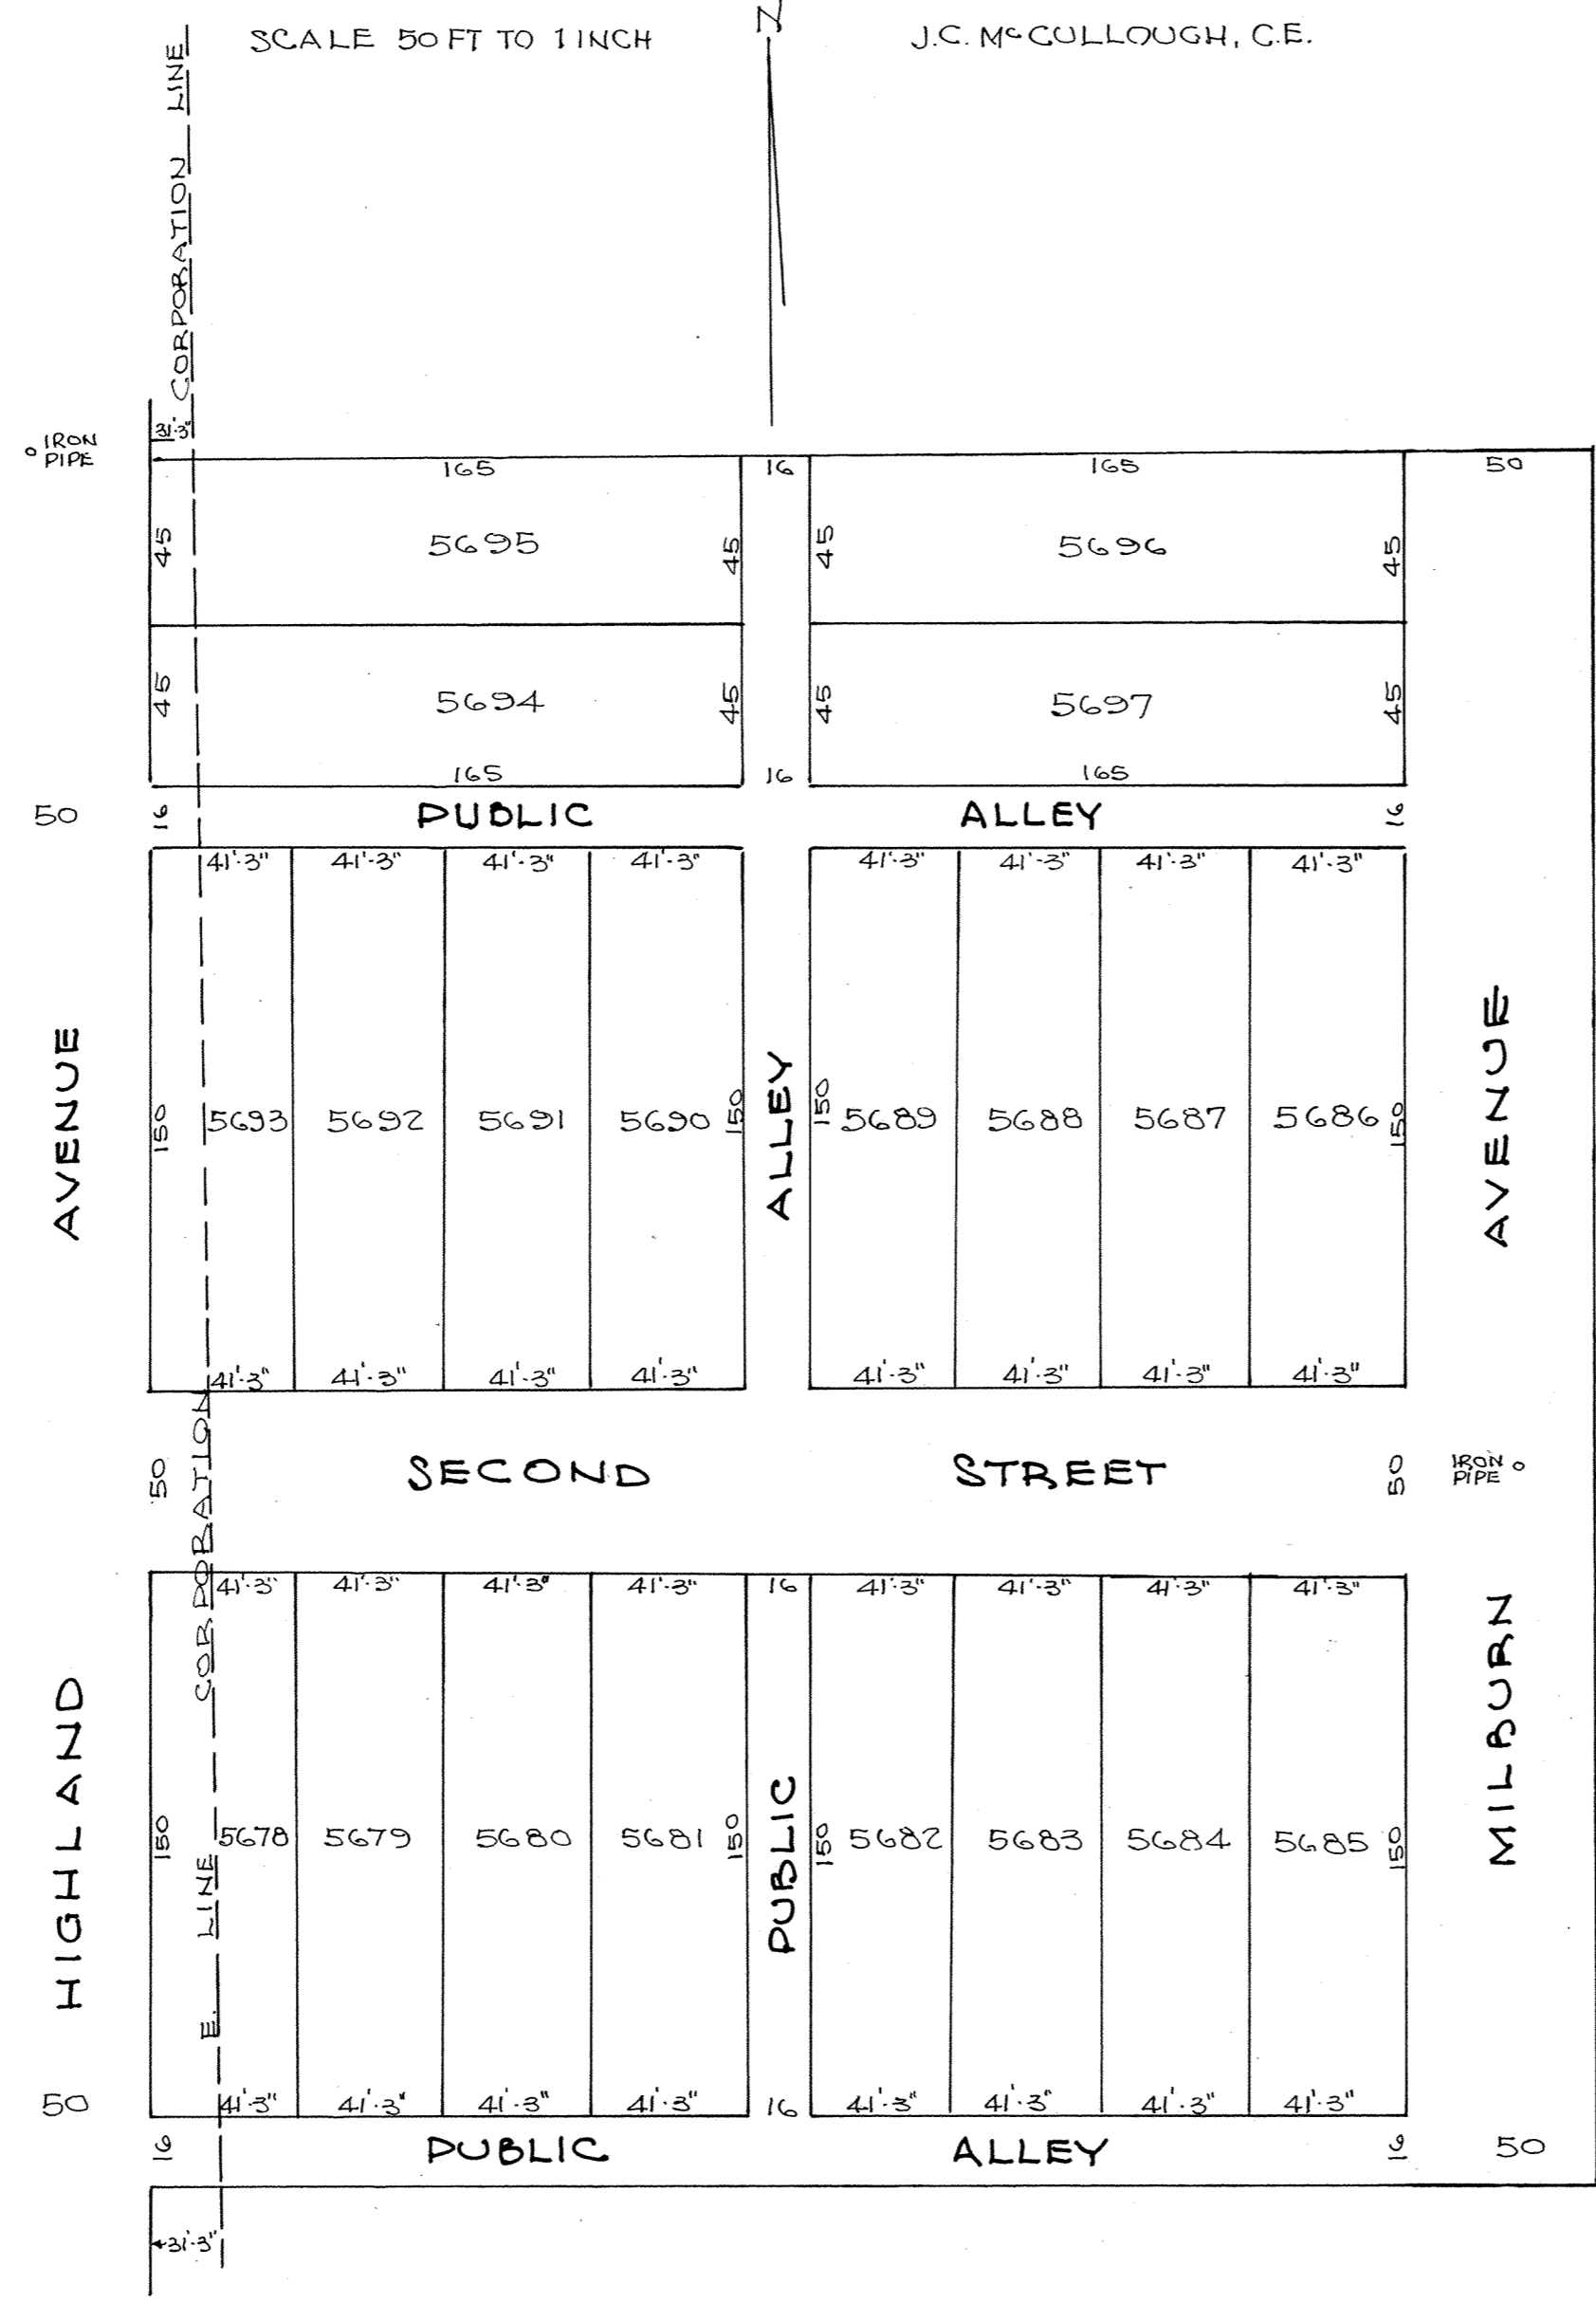 SCALE 50 FT TO 1 INCH
N
J.C. McCULLOUGH, C.E.
CORPORATION LINE
31'-3"
IRON
PIPE
165 16 165 50
45 5695 45 45 5696 45
45 5694 45 45 5697 45
165 16 165
50 16 PUBLIC ALLEY 16
41'-3" 41'-3" 41'-3" 41'-3" 41'-3" 41'-3" 41'-3" 41'-3"
AVENUE
ALLEY
AVENUE
150 5693 5692 5691 5690 150 150 5689 5688 5687 5686 150
41'-3" 41'-3" 41'-3" 41'-3" 41'-3" 41'-3" 41'-3" 41'-3"
50 SECOND STREET 50
IRON
PIPE
E. LINE CORPORATION
41'-3" 41'-3" 41'-3" 41'-3" 16 41'-3" 41'-3" 41'-3" 41'-3"
HIGHLAND
PUBLIC
MILBURN
150 5678 5679 5680 5681 150 150 5682 5683 5684 5685 150
50 41'-3" 41'-3" 41'-3" 41'-3" 16 41'-3" 41'-3" 41'-3" 41'-3"
16 PUBLIC ALLEY 16 50
31'-3"